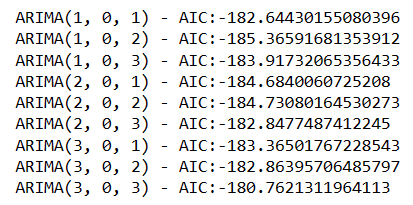 ARIMA(1, 0, 1) - AIC:-182.64430155080396
ARIMA(1, 0, 2) - AIC:-185.36591681353912
ARIMA(1, 0, 3) - AIC:-183.91732065356433
ARIMA(2, 0, 1) - AIC:-184.6840060725208
ARIMA(2, 0, 2) - AIC:-184.73080164530273
ARIMA(2, 0, 3) - AIC:-182.8477487412245
ARIMA(3, 0, 1) - AIC:-183.36501767228543
ARIMA(3, 0, 2) - AIC:-182.86395706485797
ARIMA(3, 0, 3) - AIC:-180.7621311964113